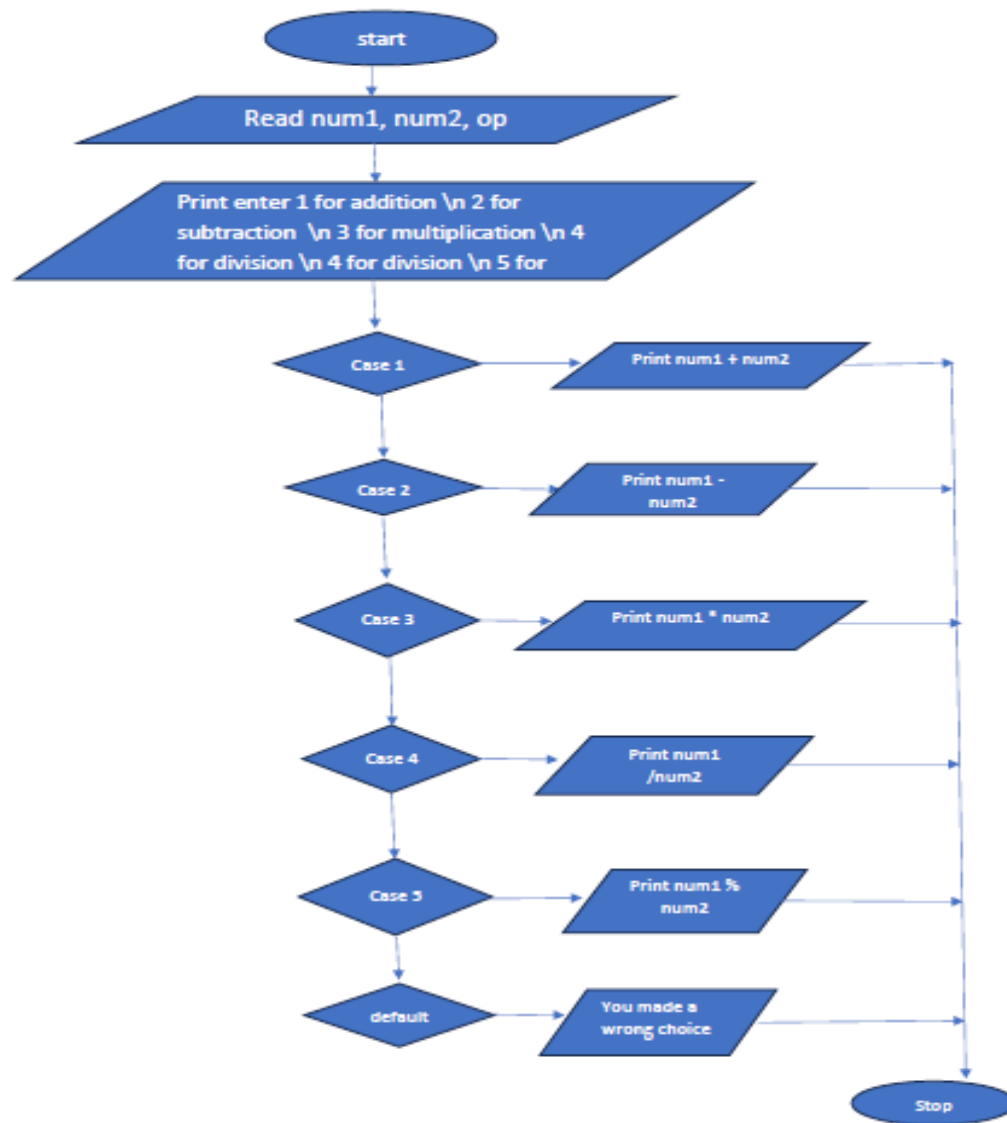 start
Read num1, num2, op
Print enter 1 for addition \n 2 for
subtraction \n 3 for multiplication \n 4
for division \n 4 for division \n 5 for
Case 1
Print num1 + num2
Case 2
Print num1 -
num2
Case 3
Print num1 * num2
Case 4
Print num1
/num2
Case 5
Print num1 %
num2
default
You made a
wrong choice
Stop